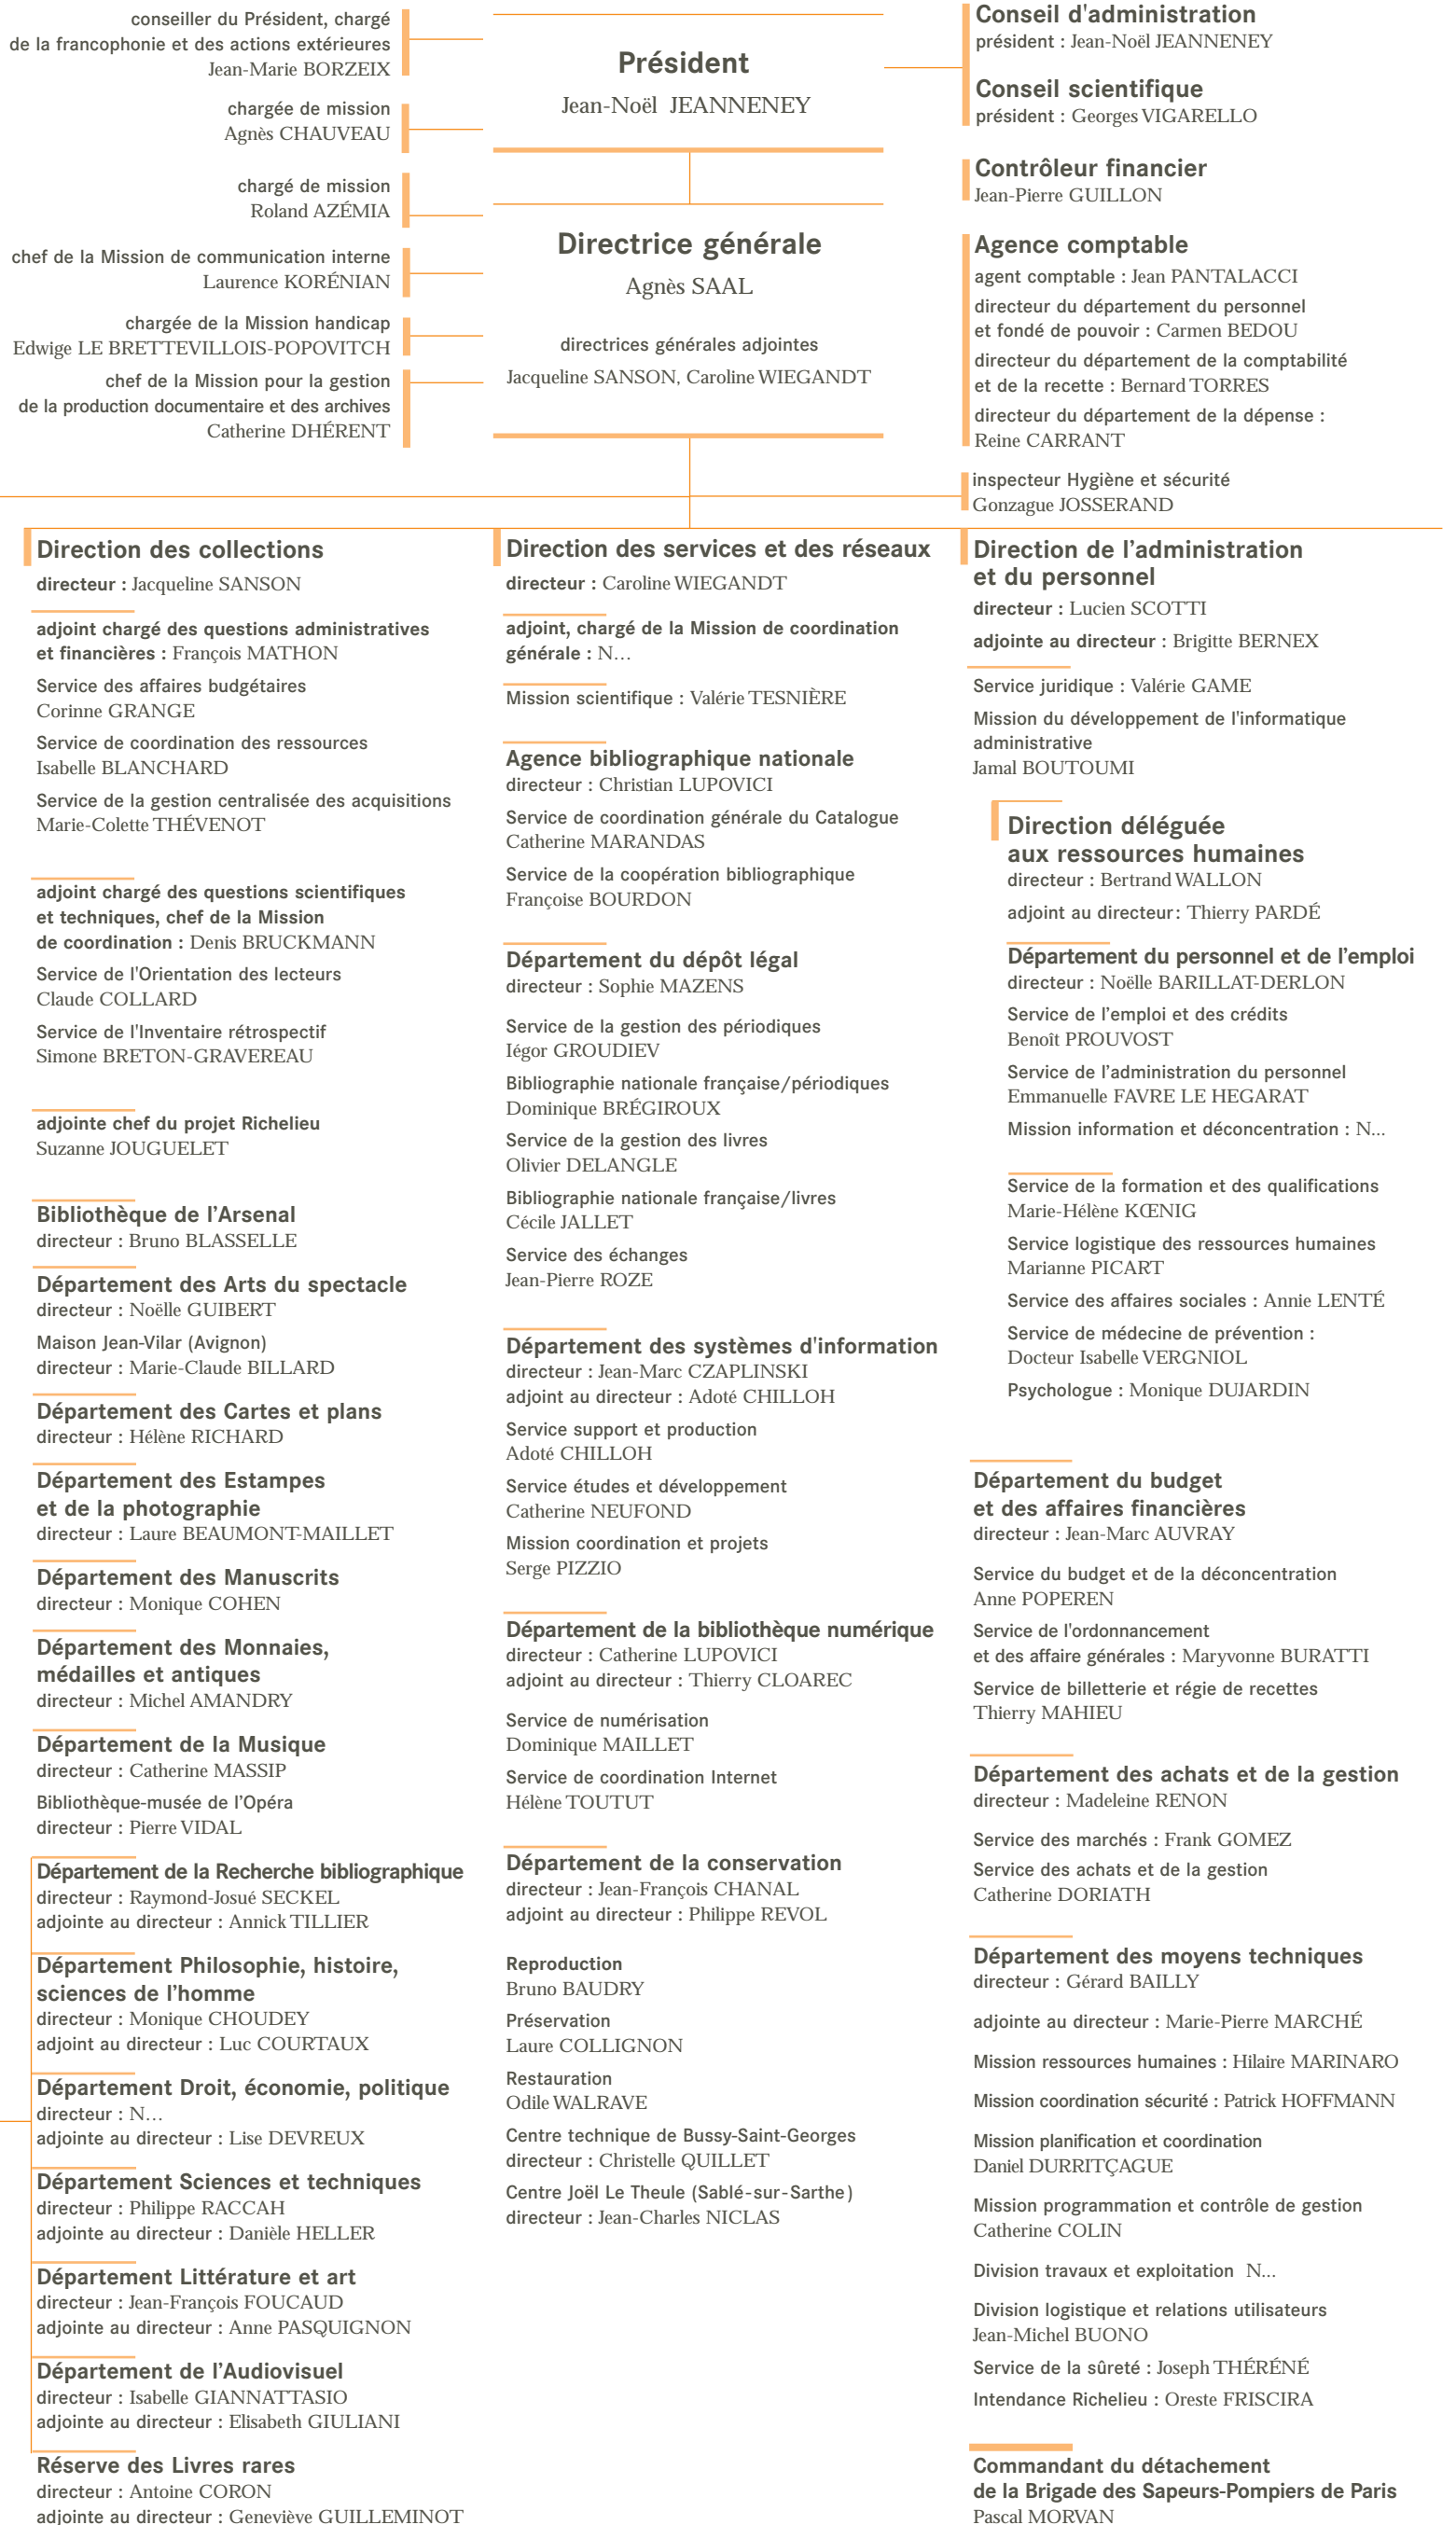 conseiller du Président, chargé
de la francophonie et des actions extérieures
Jean-Marie BORZEIX
chargée de mission
Agnès CHAUVEAU
chargé de mission
Roland AZÉMIA
chef de la Mission de communication interne
Laurence KORÉNIAN
chargée de la Mission handicap
Edwige LE BRETTEVILLOIS-POPOVITCH
chef de la Mission pour la gestion
de la production documentaire et des archives
Catherine DHÉRENT
Président
Jean-Noël JEANNENEY
Directrice générale
Agnès SAAL
directrices générales adjointes
Jacqueline SANSON, Caroline WIEGANDT
Conseil d'administration
président : Jean-Noël JEANNENEY
Conseil scientifique
président : Georges VIGARELLO
Contrôleur financier
Jean-Pierre GUILLON
Agence comptable
agent comptable : Jean PANTALACCI
directeur du département du personnel
et fondé de pouvoir : Carmen BEDOU
directeur du département de la comptabilité
et de la recette : Bernard TORRES
directeur du département de la dépense :
Reine CARRANT
inspecteur Hygiène et sécurité
Gonzague JOSSERAND
Direction des collections
directeur : Jacqueline SANSON
adjoint chargé des questions administratives
et financières : François MATHON
Service des affaires budgétaires
Corinne GRANGE
Service de coordination des ressources
Isabelle BLANCHARD
Service de la gestion centralisée des acquisitions
Marie-Colette THÉVENOT
adjoint chargé des questions scientifiques
et techniques, chef de la Mission
de coordination : Denis BRUCKMANN
Service de l'Orientation des lecteurs
Claude COLLARD
Service de l'Inventaire rétrospectif
Simone BRETON-GRAVEREAU
adjointe chef du projet Richelieu
Suzanne JOUGUELET
Bibliothèque de l'Arsenal
directeur : Bruno BLASSELLE
Département des Arts du spectacle
directeur : Noëlle GUIBERT
Maison Jean-Vilar (Avignon)
directeur : Marie-Claude BILLARD
Département des Cartes et plans
directeur : Hélène RICHARD
Département des Estampes
et de la photographie
directeur : Laure BEAUMONT-MAILLET
Département des Manuscrits
directeur : Monique COHEN
Département des Monnaies,
médailles et antiques
directeur : Michel AMANDRY
Département de la Musique
directeur : Catherine MASSIP
Bibliothèque-musée de l'Opéra
directeur : Pierre VIDAL
Département de la Recherche bibliographique
directeur : Raymond-Josué SECKEL
adjointe au directeur : Annick TILLIER
Département Philosophie, histoire,
sciences de l'homme
directeur : Monique CHOUDEY
adjoint au directeur : Luc COURTAUX
Département Droit, économie, politique
directeur : N…
adjointe au directeur : Lise DEVREUX
Département Sciences et techniques
directeur : Philippe RACCAH
adjointe au directeur : Danièle HELLER
Département Littérature et art
directeur : Jean-François FOUCAUD
adjointe au directeur : Anne PASQUIGNON
Département de l'Audiovisuel
directeur : Isabelle GIANNATTASIO
adjointe au directeur : Elisabeth GIULIANI
Réserve des Livres rares
directeur : Antoine CORON
adjointe au directeur : Geneviève GUILLEMINOT
Direction des services et des réseaux
directeur : Caroline WIEGANDT
adjoint, chargé de la Mission de coordination
générale : N…
Mission scientifique : Valérie TESNIÈRE
Agence bibliographique nationale
directeur : Christian LUPOVICI
Service de coordination générale du Catalogue
Catherine MARANDAS
Service de la coopération bibliographique
Françoise BOURDON
Département du dépôt légal
directeur : Sophie MAZENS
Service de la gestion des périodiques
Iégor GROUDIEV
Bibliographie nationale française/périodiques
Dominique BRÉGIROUX
Service de la gestion des livres
Olivier DELANGLE
Bibliographie nationale française/livres
Cécile JALLET
Service des échanges
Jean-Pierre ROZE
Département des systèmes d'information
directeur : Jean-Marc CZAPLINSKI
adjoint au directeur : Adoté CHILLOH
Service support et production
Adoté CHILLOH
Service études et développement
Catherine NEUFOND
Mission coordination et projets
Serge PIZZIO
Département de la bibliothèque numérique
directeur : Catherine LUPOVICI
adjoint au directeur : Thierry CLOAREC
Service de numérisation
Dominique MAILLET
Service de coordination Internet
Hélène TOUTUT
Département de la conservation
directeur : Jean-François CHANAL
adjoint au directeur : Philippe REVOL
Reproduction
Bruno BAUDRY
Préservation
Laure COLLIGNON
Restauration
Odile WALRAVE
Centre technique de Bussy-Saint-Georges
directeur : Christelle QUILLET
Centre Joël Le Theule (Sablé-sur-Sarthe)
directeur : Jean-Charles NICLAS
Direction de l'administration
et du personnel
directeur : Lucien SCOTTI
adjointe au directeur : Brigitte BERNEX
Service juridique : Valérie GAME
Mission du développement de l'informatique
administrative
Jamal BOUTOUMI
Direction déléguée
aux ressources humaines
directeur : Bertrand WALLON
adjoint au directeur : Thierry PARDÉ
Département du personnel et de l'emploi
directeur : Noëlle BARILLAT-DERLON
Service de l'emploi et des crédits
Benoît PROUVOST
Service de l'administration du personnel
Emmanuelle FAVRE LE HEGARAT
Mission information et déconcentration : N...
Service de la formation et des qualifications
Marie-Hélène KŒNIG
Service logistique des ressources humaines
Marianne PICART
Service des affaires sociales : Annie LENTÉ
Service de médecine de prévention :
Docteur Isabelle VERGNIOL
Psychologue : Monique DUJARDIN
Département du budget
et des affaires financières
directeur : Jean-Marc AUVRAY
Service du budget et de la déconcentration
Anne POPEREN
Service de l'ordonnancement
et des affaire générales : Maryvonne BURATTI
Service de billetterie et régie de recettes
Thierry MAHIEU
Département des achats et de la gestion
directeur : Madeleine RENON
Service des marchés : Frank GOMEZ
Service des achats et de la gestion
Catherine DORIATH
Département des moyens techniques
directeur : Gérard BAILLY
adjointe au directeur : Marie-Pierre MARCHÉ
Mission ressources humaines : Hilaire MARINARO
Mission coordination sécurité : Patrick HOFFMANN
Mission planification et coordination
Daniel DURRITÇAGUE
Mission programmation et contrôle de gestion
Catherine COLIN
Division travaux et exploitation N...
Division logistique et relations utilisateurs
Jean-Michel BUONO
Service de la sûreté : Joseph THÉRÉNÉ
Intendance Richelieu : Oreste FRISCIRA
Commandant du détachement
de la Brigade des Sapeurs-Pompiers de Paris
Pascal MORVAN